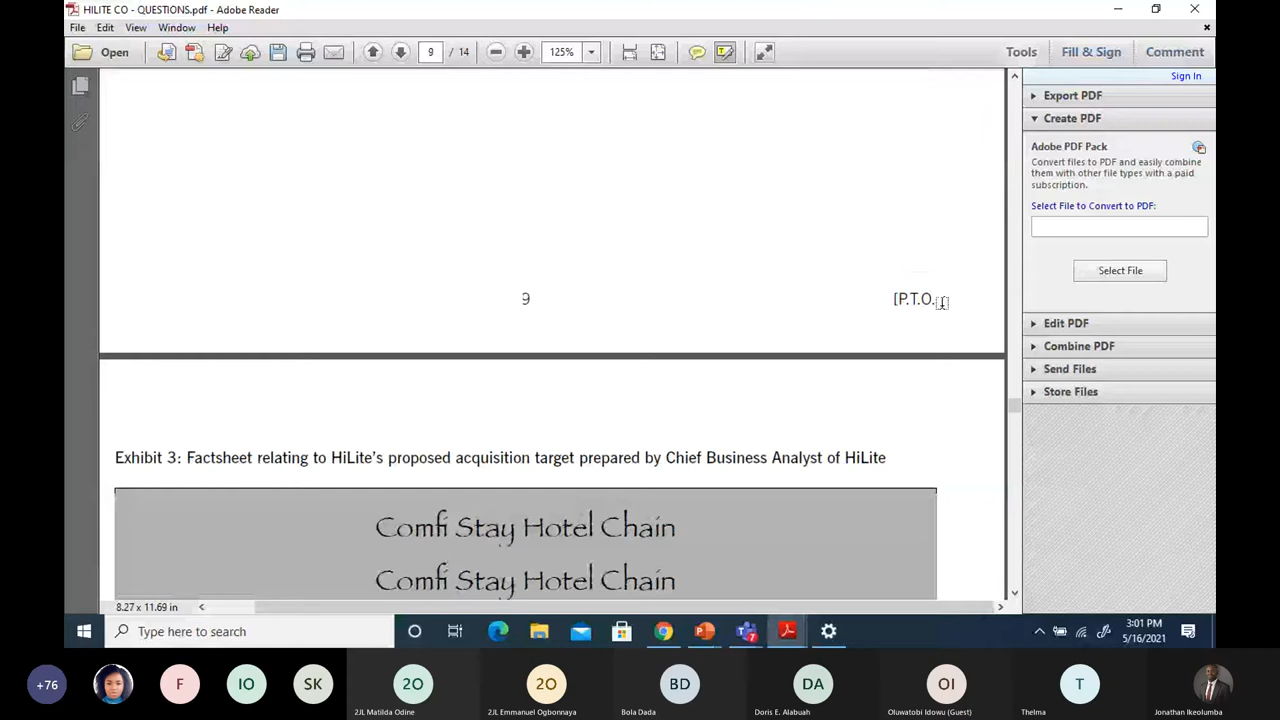 HILITE CO - QUESTIONS.pdf - Adobe Reader
File Edit View Window Help
Open 9 / 14 125% Tools Fill & Sign Comment
Sign In
Export PDF
Create PDF
Adobe PDF Pack
Convert files to PDF and easily combine
them with other file types with a paid
subscription.
Select File to Convert to PDF:
Select File
Edit PDF
Combine PDF
Send Files
Store Files
9 [P.T.O.
Exhibit 3: Factsheet relating to HiLite's proposed acquisition target prepared by Chief Business Analyst of HiLite
Comfi Stay Hotel Chain
Comfi Stay Hotel Chain
8.27 x 11.69 in
Type here to search
7
3:01 PM
5/16/2021
+76 F IO SK 2O 2O BD DA OI T
2JL Matilda Odine 2JL Emmanuel Ogbonnaya Bola Dada Doris E. Alabuah Oluwatobi Idowu (Guest) Thelma Jonathan Ikeolumba